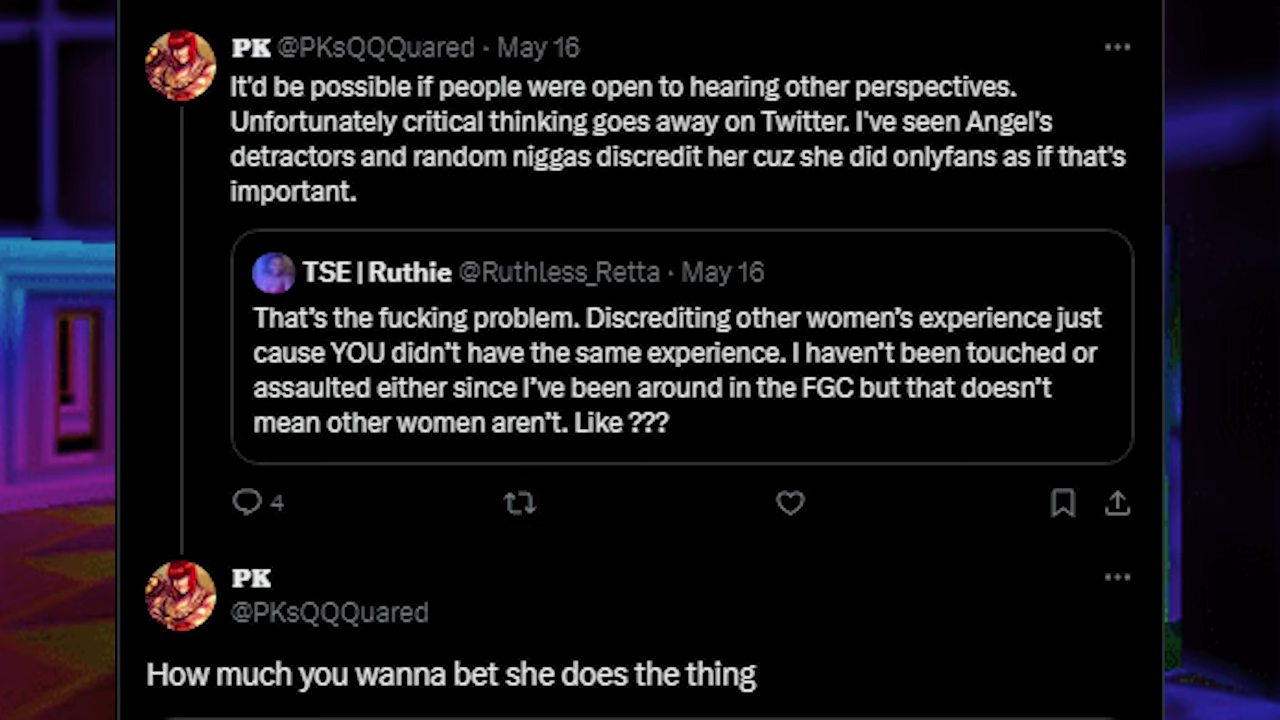 PK @PKsQQQuared · May 16
It'd be possible if people were open to hearing other perspectives.
Unfortunately critical thinking goes away on Twitter. I've seen Angel's
detractors and random niggas discredit her cuz she did onlyfans as if that's
important.
TSE | Ruthie @Ruthless_Retta · May 16
That's the fucking problem. Discrediting other women's experience just
cause YOU didn't have the same experience. I haven't been touched or
assaulted either since I've been around in the FGC but that doesn't
mean other women aren't. Like ???
4
PK
@PKsQQQuared
How much you wanna bet she does the thing